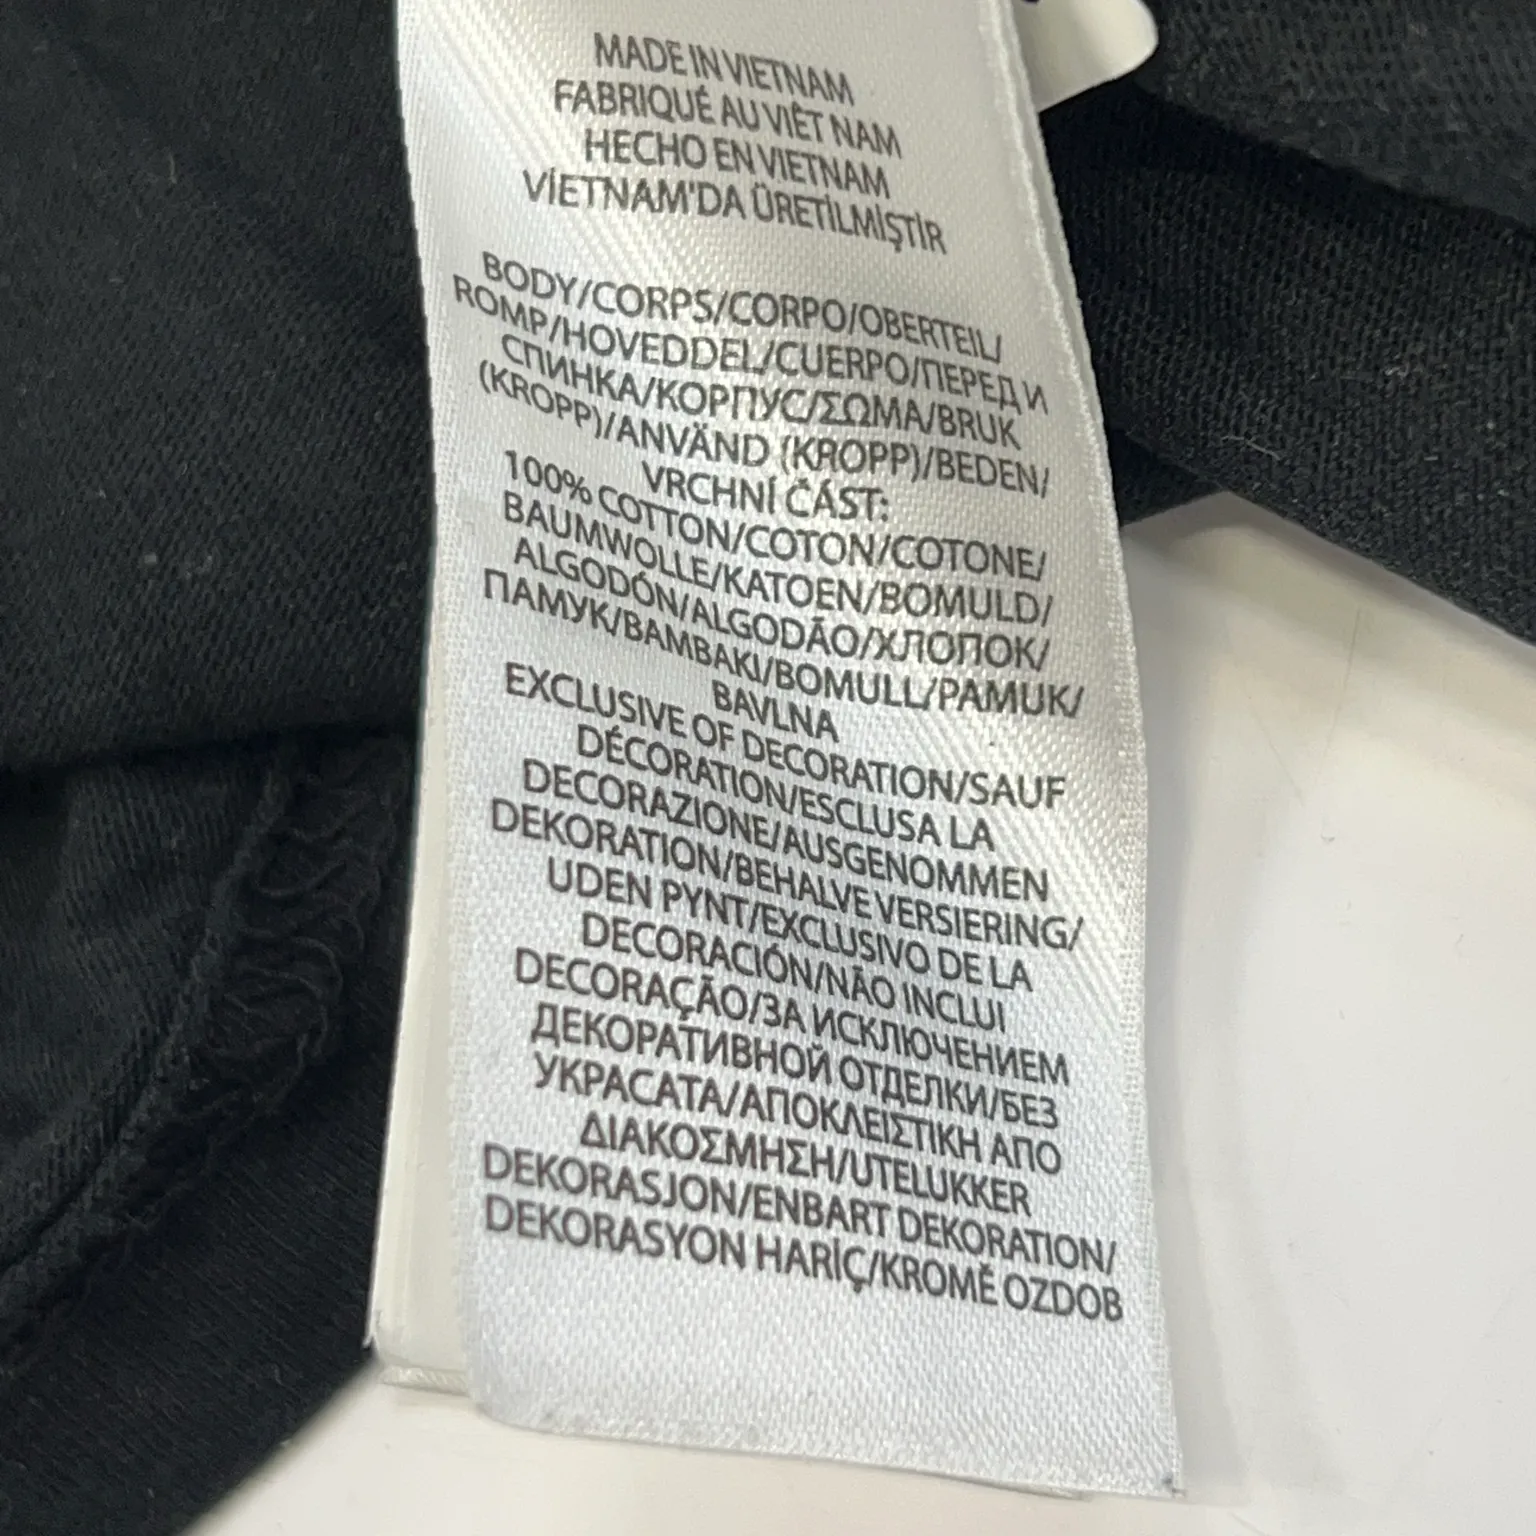 MADE IN VIETNAM
FABRIQUÉ AU VIÊT NAM
HECHO EN VIETNAM
VİETNAM'DA ÜRETİLMİŞTİR
BODY/CORPS/CORPO/OBERTEIL/
ROMP/HOVEDDEL/CUERPO/ПЕРЕД И
СПИНКА/КОРПУС/ΣΩΜΑ/BRUK
(KROPP)/ANVÄND (KROPP)/BEDEN/
VRCHNÍ ČÁST:
100% COTTON/COTON/COTONE/
BAUMWOLLE/KATOEN/BOMULD/
ALGODÓN/ALGODÃO/ХЛОПОК/
ПАМУК/ΒΑΜΒΑΚΙ/BOMULL/PAMUK/
BAVLNA
EXCLUSIVE OF DECORATION/SAUF
DÉCORATION/ESCLUSA LA
DECORAZIONE/AUSGENOMMEN
DEKORATION/BEHALVE VERSIERING/
UDEN PYNT/EXCLUSIVO DE LA
DECORACIÓN/NÃO INCLUI
DECORAÇÃO/ЗА ИСКЛЮЧЕНИЕМ
ДЕКОРАТИВНОЙ ОТДЕЛКИ/БЕЗ
УКРАСАТА/ΑΠΟΚΛΕΙΣΤΙΚΗ ΑΠΟ
ΔΙΑΚΟΣΜΗΣΗ/UTELUKKER
DEKORASJON/ENBART DEKORATION/
DEKORASYON HARİÇ/KROMĚ OZDOB